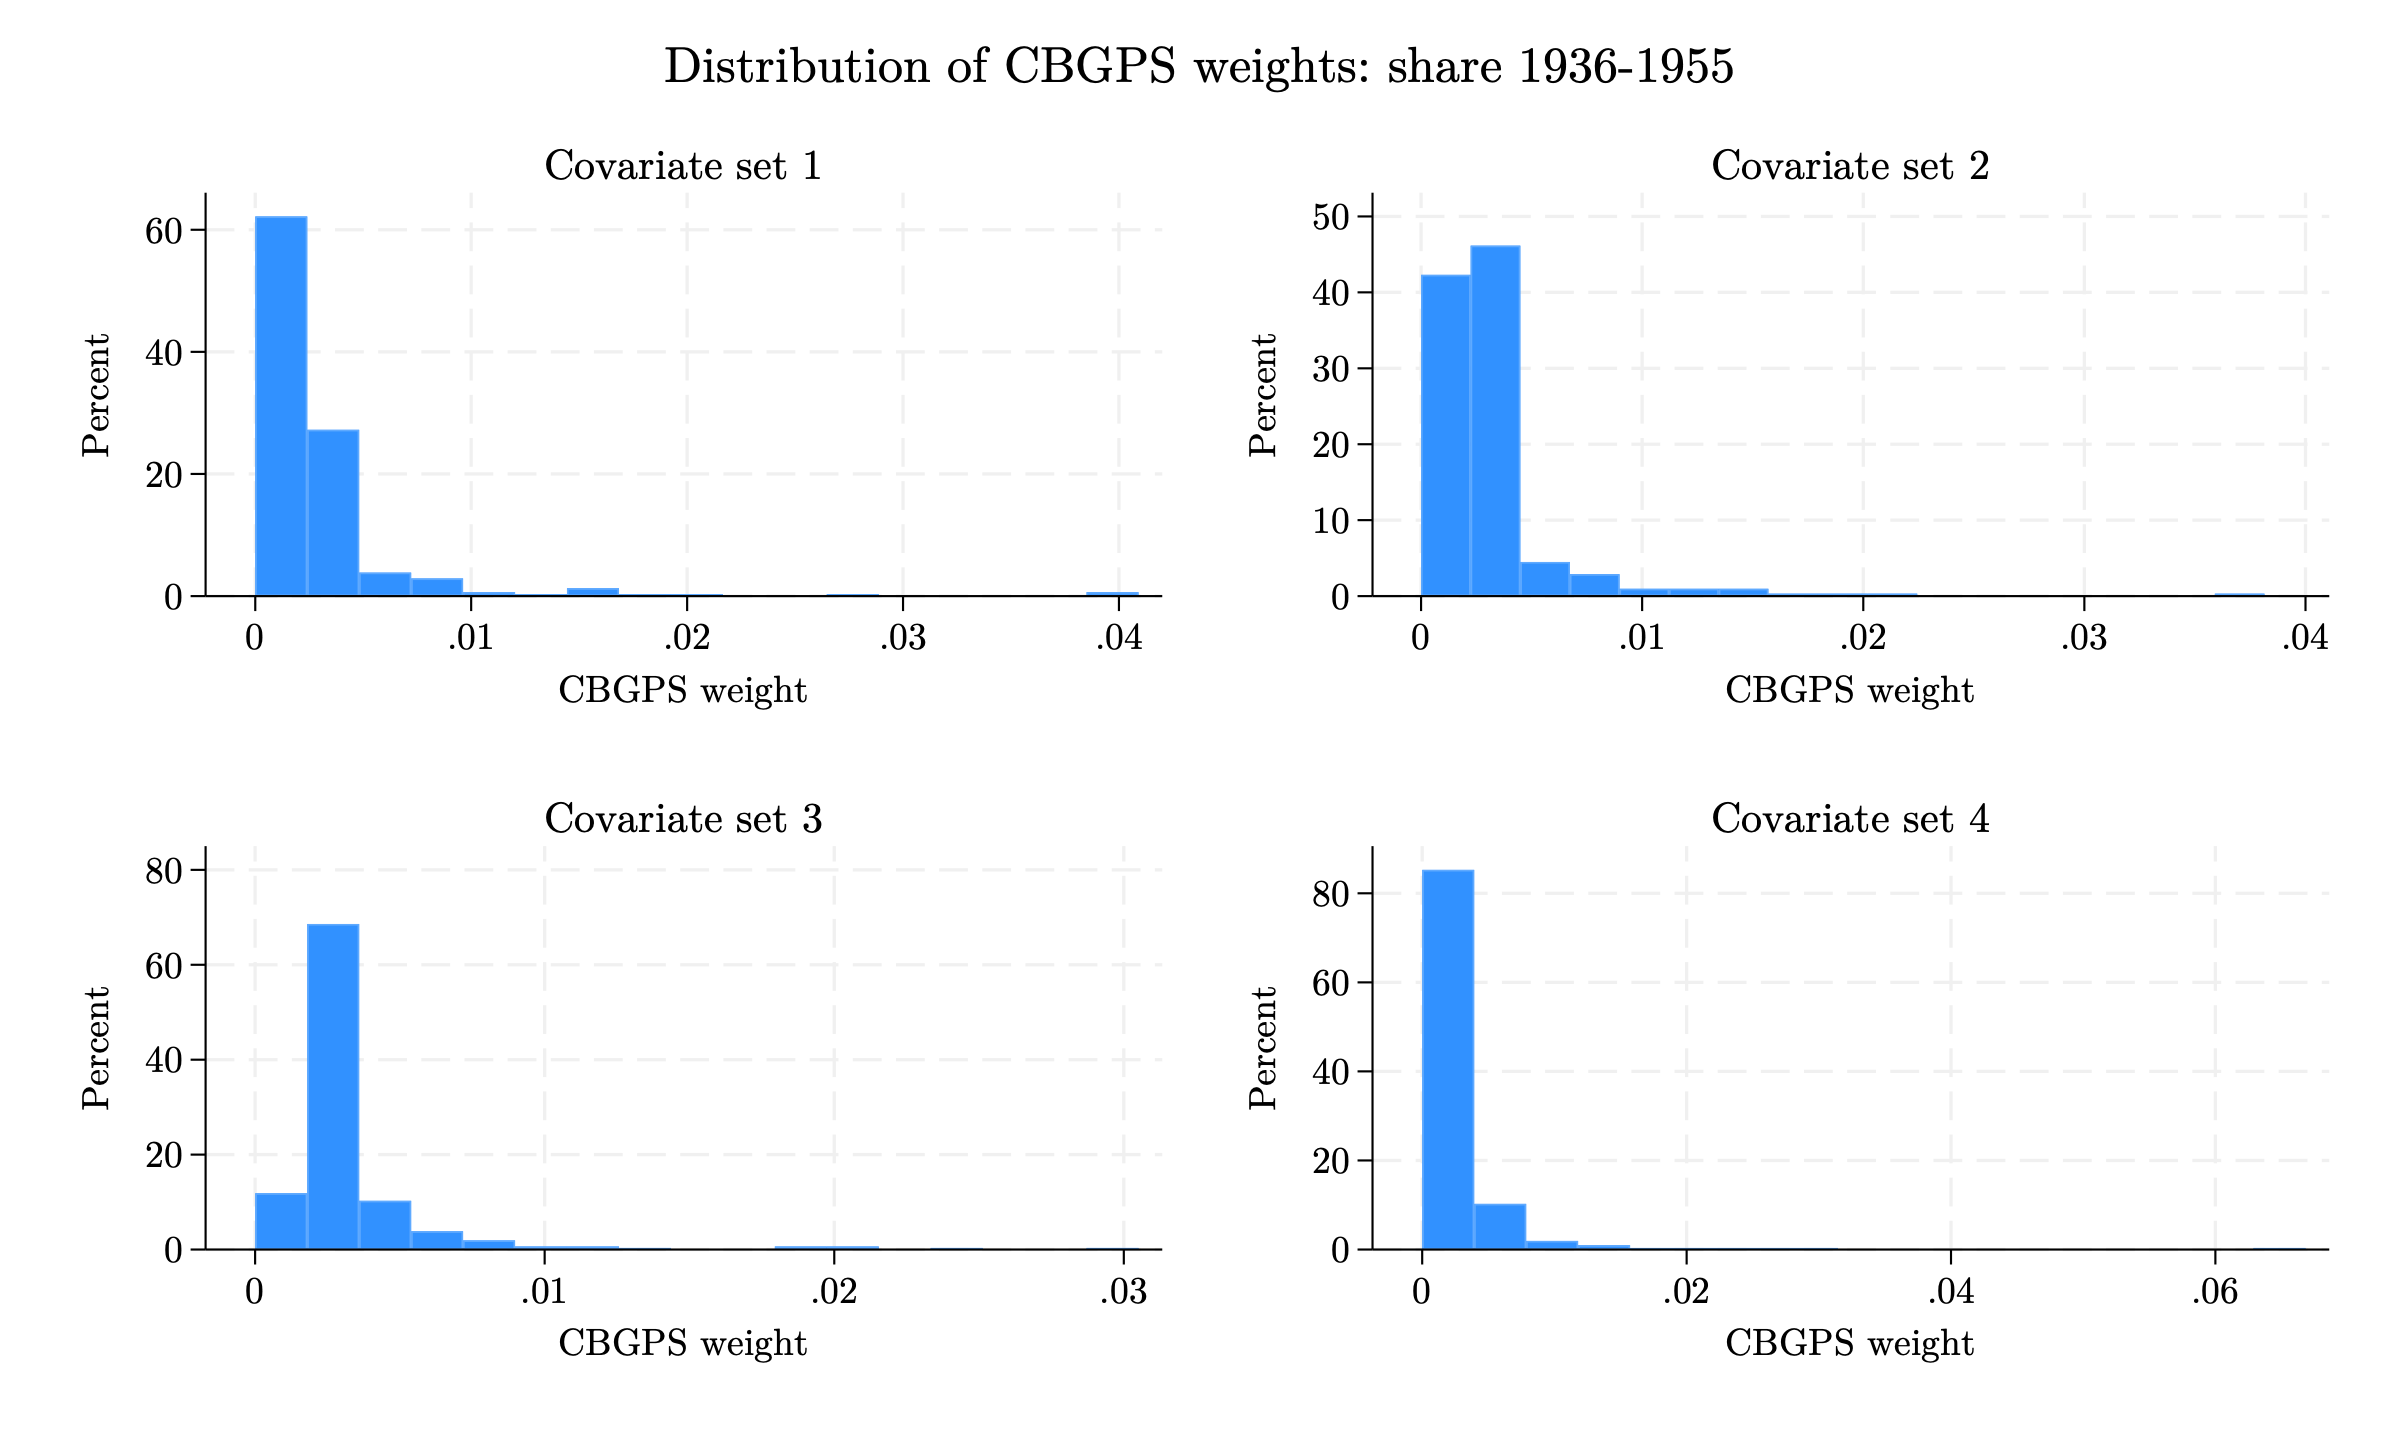 Distribution of CBGPS weights: share 1936-1955
Covariate set 1
Percent
60
40
20
0
0 .01 .02 .03 .04
CBGPS weight
Covariate set 2
Percent
50
40
30
20
10
0
0 .01 .02 .03 .04
CBGPS weight
Covariate set 3
Percent
80
60
40
20
0
0 .01 .02 .03
CBGPS weight
Covariate set 4
Percent
80
60
40
20
0
0 .02 .04 .06
CBGPS weight